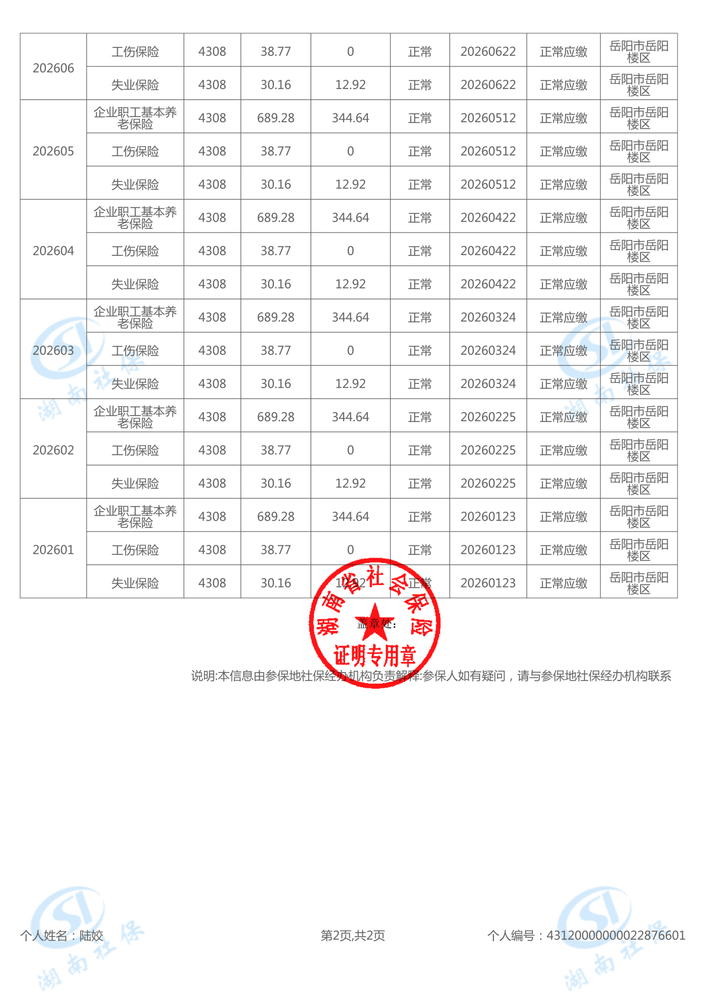 202606
工伤保险 4308 38.77 0 正常 20260622 正常应缴 岳阳市岳阳楼区
失业保险 4308 30.16 12.92 正常 20260622 正常应缴 岳阳市岳阳楼区
202605
企业职工基本养老保险 4308 689.28 344.64 正常 20260512 正常应缴 岳阳市岳阳楼区
工伤保险 4308 38.77 0 正常 20260512 正常应缴 岳阳市岳阳楼区
失业保险 4308 30.16 12.92 正常 20260512 正常应缴 岳阳市岳阳楼区
202604
企业职工基本养老保险 4308 689.28 344.64 正常 20260422 正常应缴 岳阳市岳阳楼区
工伤保险 4308 38.77 0 正常 20260422 正常应缴 岳阳市岳阳楼区
失业保险 4308 30.16 12.92 正常 20260422 正常应缴 岳阳市岳阳楼区
202603
企业职工基本养老保险 4308 689.28 344.64 正常 20260324 正常应缴 岳阳市岳阳楼区
工伤保险 4308 38.77 0 正常 20260324 正常应缴 岳阳市岳阳楼区
失业保险 4308 30.16 12.92 正常 20260324 正常应缴 岳阳市岳阳楼区
202602
企业职工基本养老保险 4308 689.28 344.64 正常 20260225 正常应缴 岳阳市岳阳楼区
工伤保险 4308 38.77 0 正常 20260225 正常应缴 岳阳市岳阳楼区
失业保险 4308 30.16 12.92 正常 20260225 正常应缴 岳阳市岳阳楼区
202601
企业职工基本养老保险 4308 689.28 344.64 正常 20260123 正常应缴 岳阳市岳阳楼区
工伤保险 4308 38.77 0 正常 20260123 正常应缴 岳阳市岳阳楼区
失业保险 4308 30.16 12.92 正常 20260123 正常应缴 岳阳市岳阳楼区
湖南省社会保险
盖章处：
证明专用章
说明:本信息由参保地社保经办机构负责解释:参保人如有疑问，请与参保地社保经办机构联系
SI 湖南社保
SI 湖南社保
个人姓名：陆姣 第2页,共2页 个人编号：43120000000022876601
SI 湖南社保
SI 湖南社保